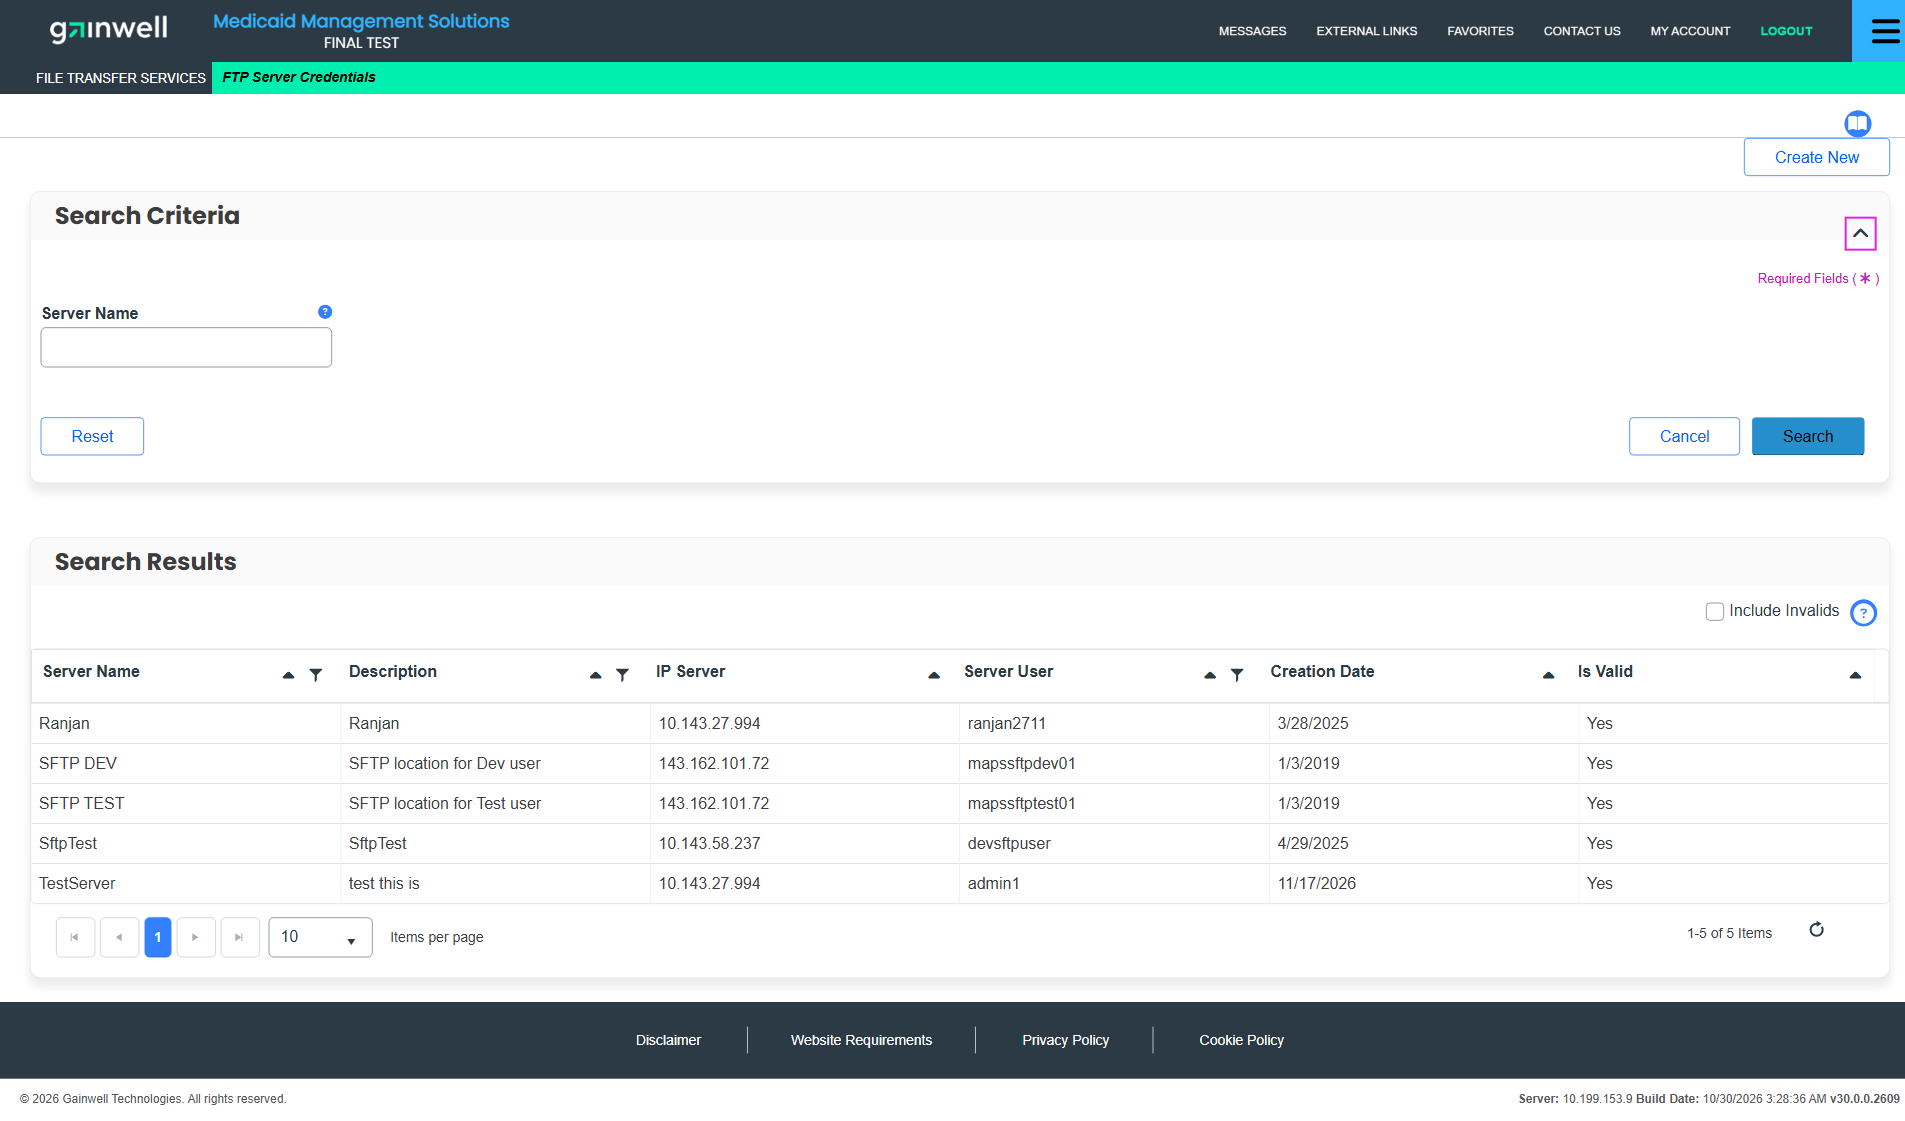 gainwell
Medicaid Management Solutions
FINAL TEST
MESSAGES EXTERNAL LINKS FAVORITES CONTACT US MY ACCOUNT LOGOUT
FILE TRANSFER SERVICES FTP Server Credentials
Create New
Search Criteria
Required Fields ( * )
Server Name ?
Reset Cancel Search
Search Results
Include Invalids ?
Server Name Description IP Server Server User Creation Date Is Valid
Ranjan Ranjan 10.143.27.994 ranjan2711 3/28/2025 Yes
SFTP DEV SFTP location for Dev user 143.162.101.72 mapssftpdev01 1/3/2019 Yes
SFTP TEST SFTP location for Test user 143.162.101.72 mapssftptest01 1/3/2019 Yes
SftpTest SftpTest 10.143.58.237 devsftpuser 4/29/2025 Yes
TestServer test this is 10.143.27.994 admin1 11/17/2026 Yes
1 10 Items per page 1-5 of 5 Items
Disclaimer Website Requirements Privacy Policy Cookie Policy
© 2026 Gainwell Technologies. All rights reserved. Server: 10.199.153.9 Build Date: 10/30/2026 3:28:36 AM v30.0.0.2609